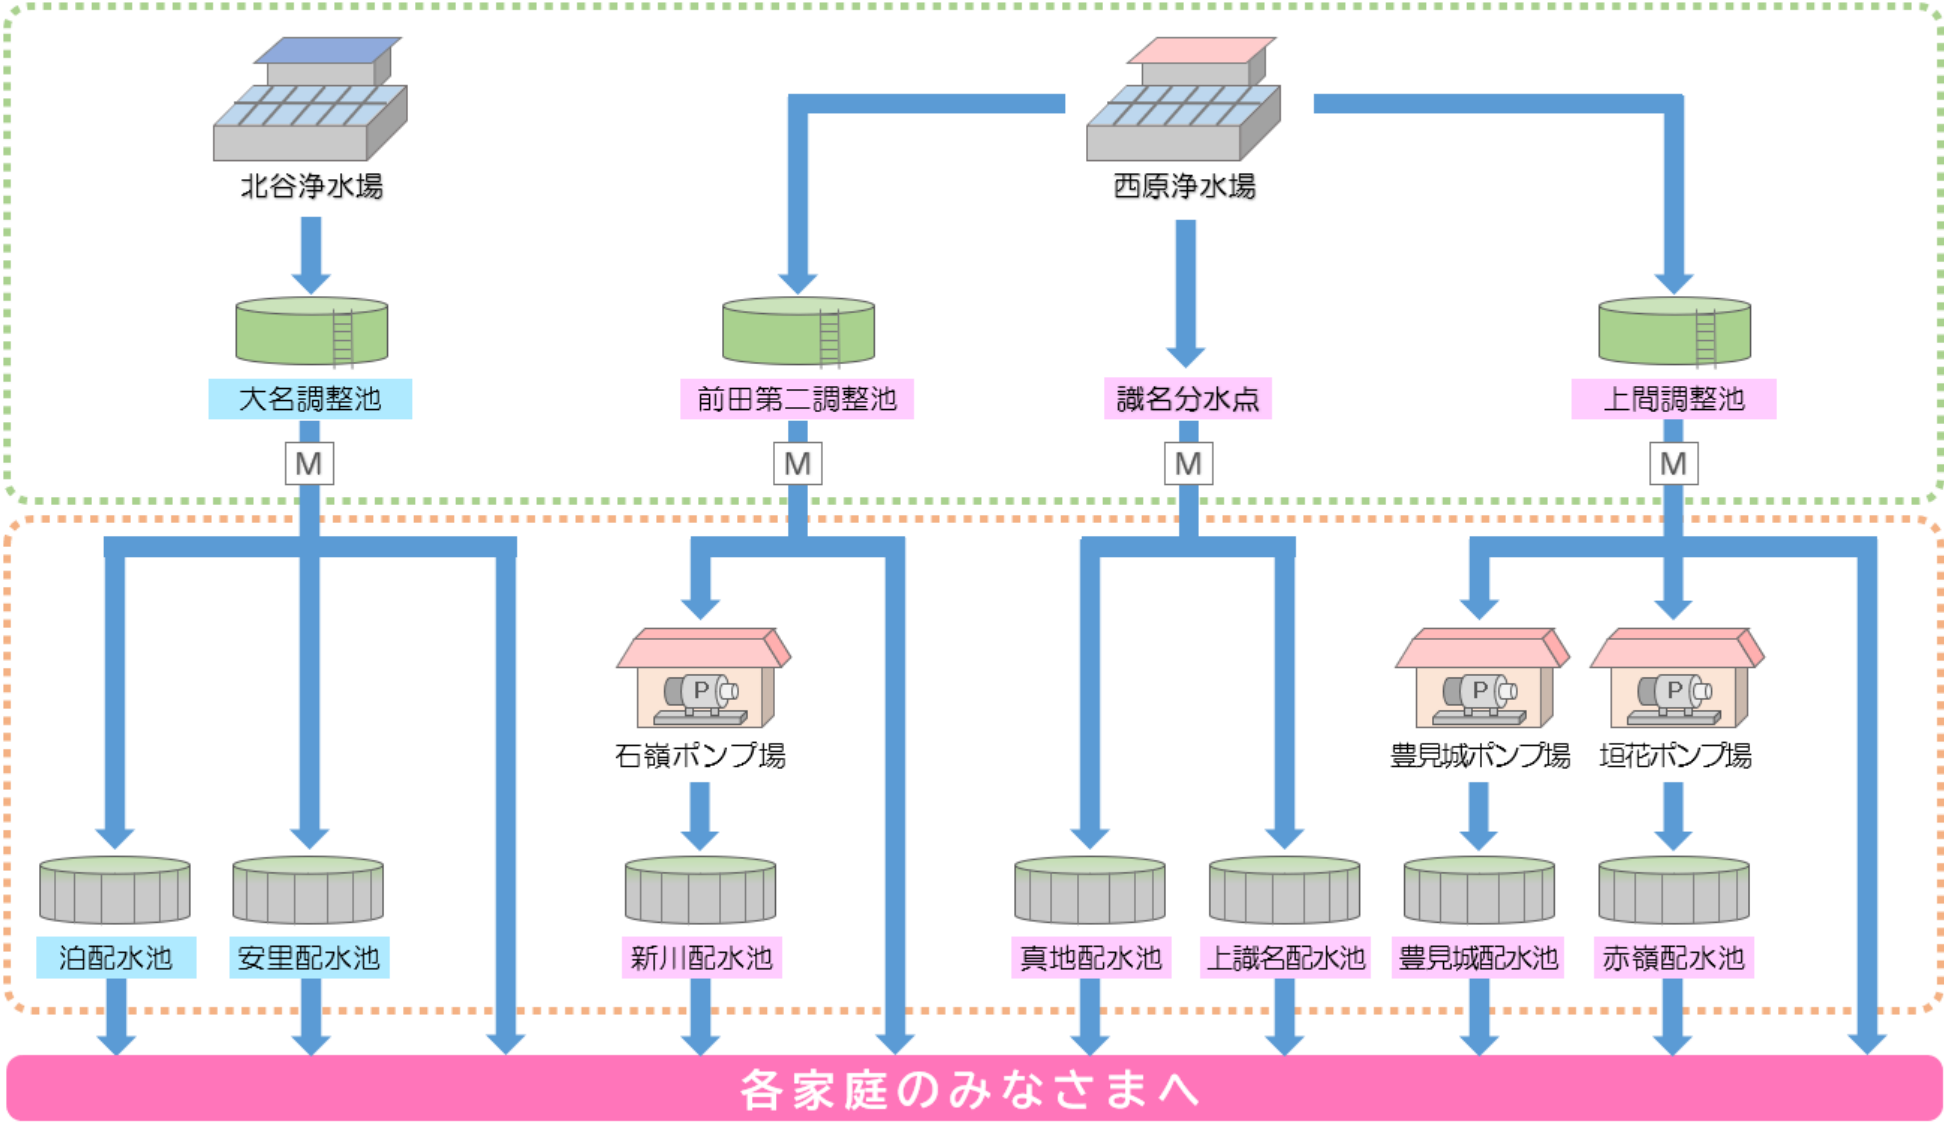 北谷浄水場
西原浄水場
大名調整池
前田第二調整池
識名分水点
上間調整池
M
M
M
M
P
P
P
石嶺ポンプ場
豊見城ポンプ場
垣花ポンプ場
泊配水池
安里配水池
新川配水池
真地配水池
上識名配水池
豊見城配水池
赤嶺配水池
各家庭のみなさまへ